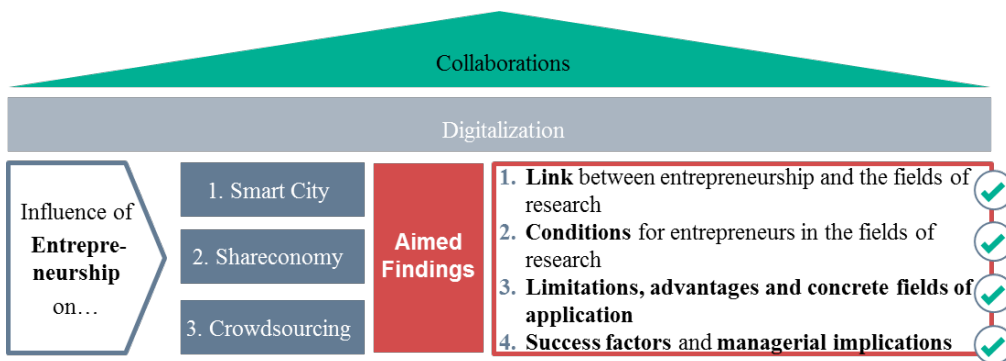 Collaborations
Digitalization
Influence of
Entrepre-
neurship
on…
1. Smart City
2. Shareconomy
3. Crowdsourcing
Aimed
Findings
1. Link between entrepreneurship and the fields of
research
2. Conditions for entrepreneurs in the fields of
research
3. Limitations, advantages and concrete fields of
application
4. Success factors and managerial implications